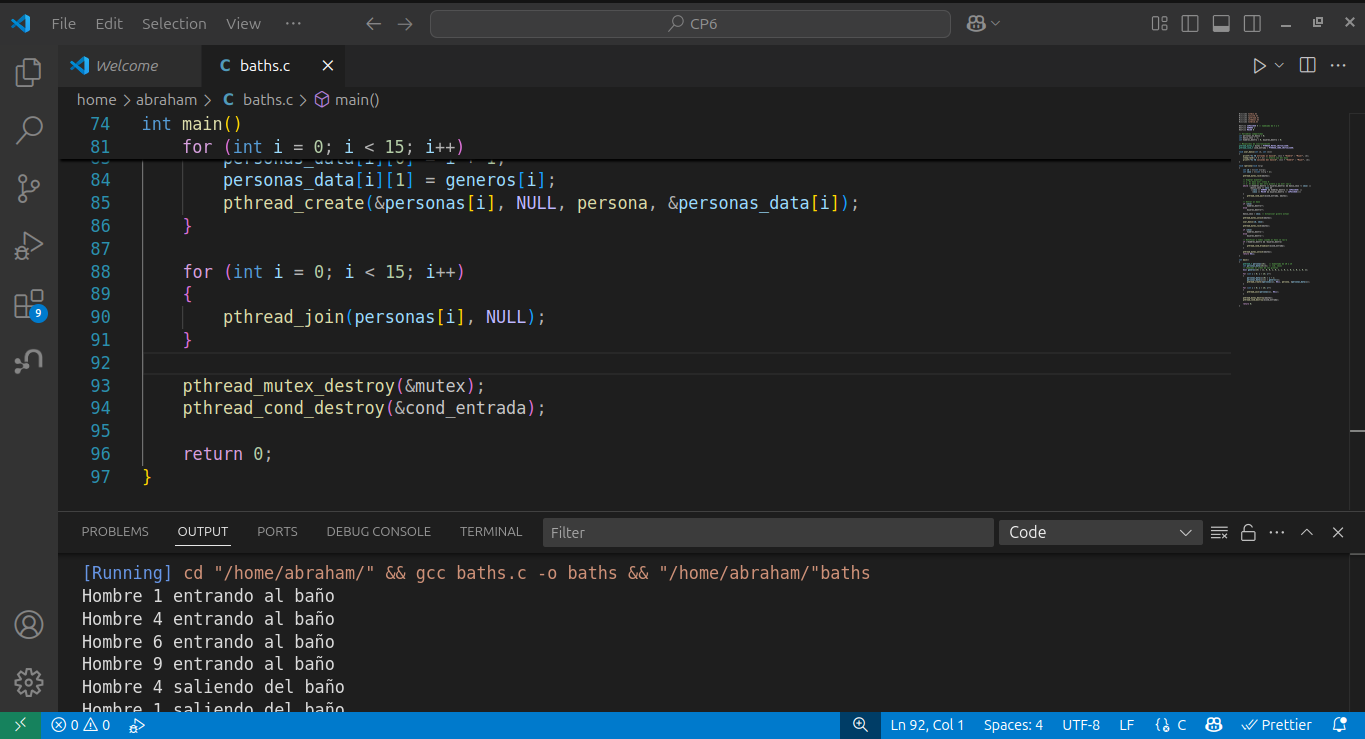 File Edit Selection View ··· CP6
Welcome baths.c
home > abraham > C baths.c > main()
74 int main()
81 for (int i = 0; i < 15; i++)
84 personas_data[i][1] = generos[i];
85 pthread_create(&personas[i], NULL, persona, &personas_data[i]);
86 }
87
88 for (int i = 0; i < 15; i++)
89 {
90 pthread_join(personas[i], NULL);
91 }
92
93 pthread_mutex_destroy(&mutex);
94 pthread_cond_destroy(&cond_entrada);
95
96 return 0;
97 }
9
PROBLEMS OUTPUT PORTS DEBUG CONSOLE TERMINAL Filter Code
[Running] cd "/home/abraham/" && gcc baths.c -o baths && "/home/abraham/"baths
Hombre 1 entrando al baño
Hombre 4 entrando al baño
Hombre 6 entrando al baño
Hombre 9 entrando al baño
Hombre 4 saliendo del baño
Hombre 1 saliendo del baño
0 0 Ln 92, Col 1 Spaces: 4 UTF-8 LF {} C Prettier